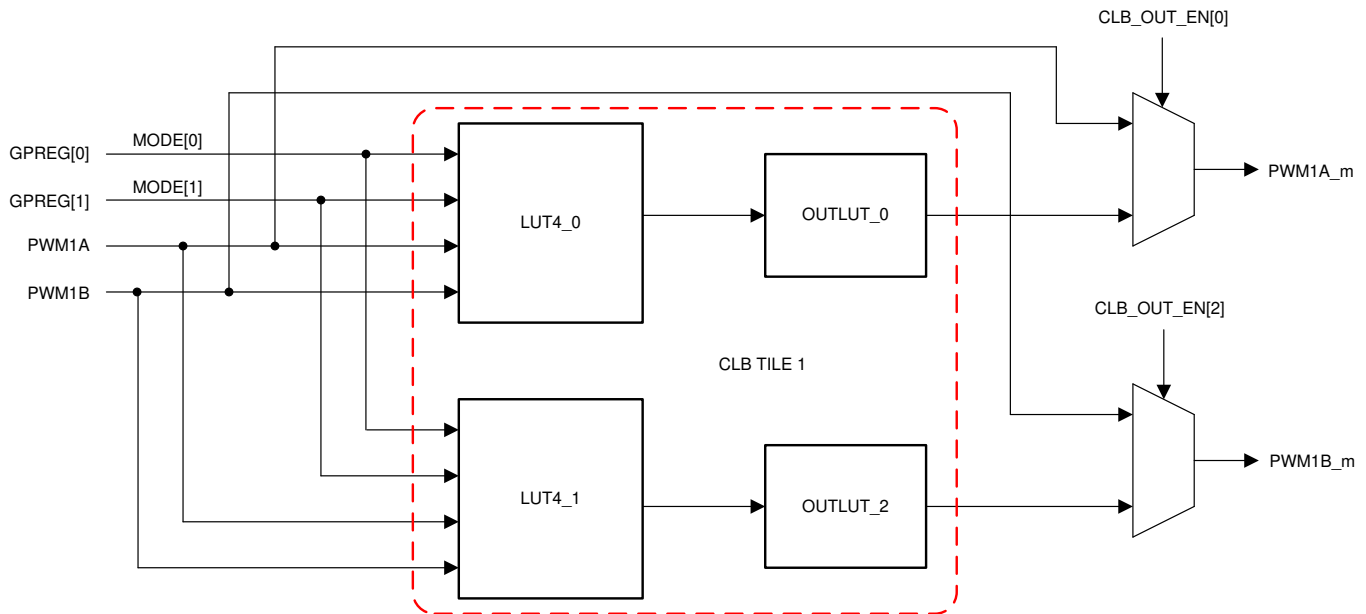 CLB_OUT_EN[0]
GPREG[0]
MODE[0]
GPREG[1]
MODE[1]
PWM1A
PWM1B
LUT4_0
OUTLUT_0
PWM1A_m
CLB_OUT_EN[2]
CLB TILE 1
LUT4_1
OUTLUT_2
PWM1B_m